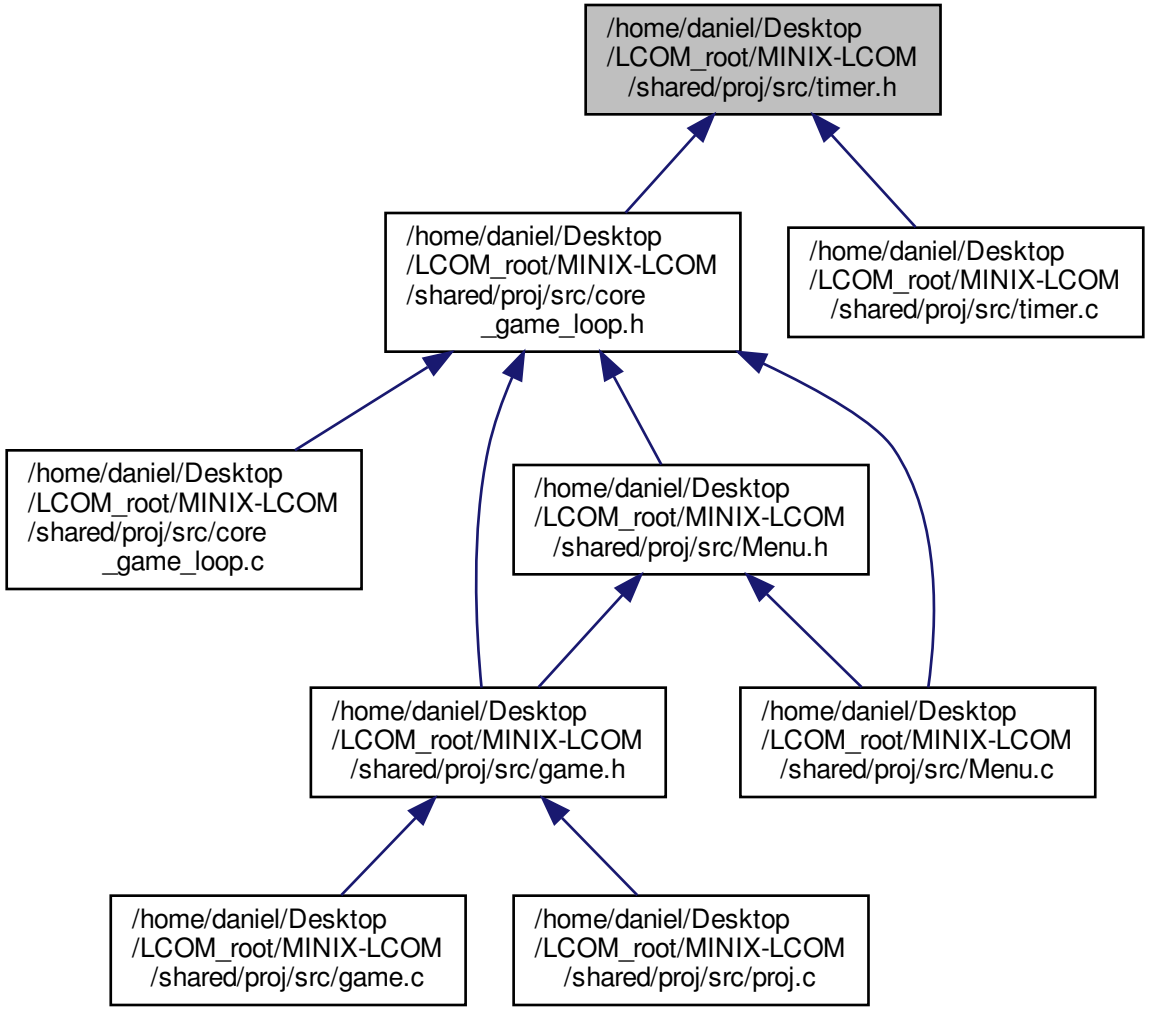 /home/daniel/Desktop
/LCOM_root/MINIX-LCOM
/shared/proj/src/timer.h
/home/daniel/Desktop
/LCOM_root/MINIX-LCOM
/shared/proj/src/core
_game_loop.h
/home/daniel/Desktop
/LCOM_root/MINIX-LCOM
/shared/proj/src/timer.c
/home/daniel/Desktop
/LCOM_root/MINIX-LCOM
/shared/proj/src/core
_game_loop.c
/home/daniel/Desktop
/LCOM_root/MINIX-LCOM
/shared/proj/src/Menu.h
/home/daniel/Desktop
/LCOM_root/MINIX-LCOM
/shared/proj/src/game.h
/home/daniel/Desktop
/LCOM_root/MINIX-LCOM
/shared/proj/src/Menu.c
/home/daniel/Desktop
/LCOM_root/MINIX-LCOM
/shared/proj/src/game.c
/home/daniel/Desktop
/LCOM_root/MINIX-LCOM
/shared/proj/src/proj.c